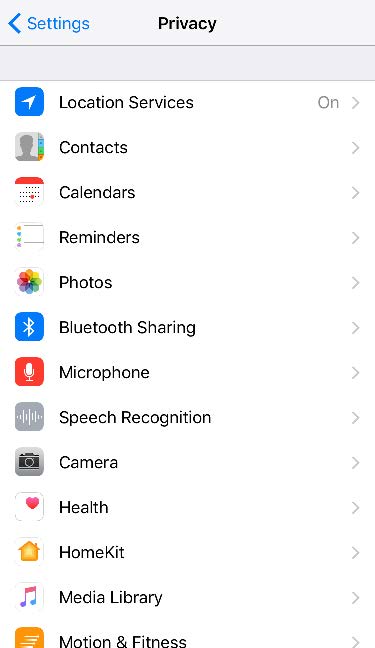 Settings
Privacy
Location Services On
Contacts
Calendars
Reminders
Photos
Bluetooth Sharing
Microphone
Speech Recognition
Camera
Health
HomeKit
Media Library
Motion & Fitness